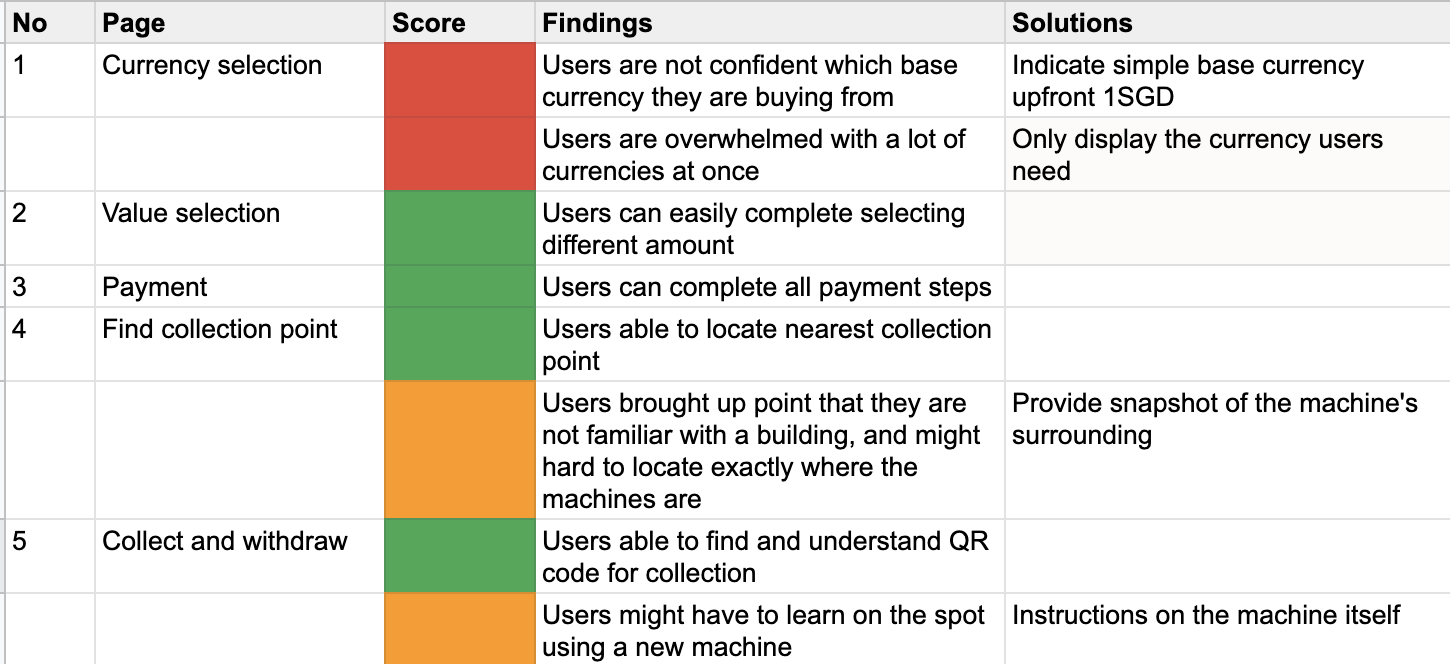 No Page Score Findings Solutions
1 Currency selection Users are not confident which base Indicate simple base currency
currency they are buying from upfront 1SGD
Users are overwhelmed with a lot of Only display the currency users
currencies at once need
2 Value selection Users can easily complete selecting
different amount
3 Payment Users can complete all payment steps
4 Find collection point Users able to locate nearest collection
point
Users brought up point that they are Provide snapshot of the machine's
not familiar with a building, and might surrounding
hard to locate exactly where the
machines are
5 Collect and withdraw Users able to find and understand QR
code for collection
Users might have to learn on the spot Instructions on the machine itself
using a new machine